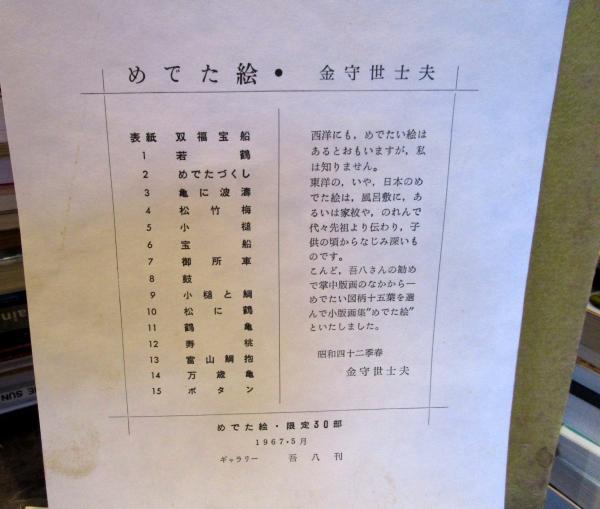 めでた絵・ 金守世士夫
表紙 双福宝船
1 若鶴
2 めでたづくし
3 亀に波濤
4 松竹梅
5 小槌
6 宝船
7 御所車
8 鼓
9 小槌と鯛
10 松に鶴
11 鶴亀
12 寿桃
13 富山鯛抱
14 万歳亀
15 ボタン
西洋にも,めでたい絵は
あるとおもいますが,私
は知りません。
東洋の,いや,日本のめ
でた絵は,風呂敷に,あ
るいは家紋や,のれんで
代々先祖より伝わり,子
供の頃からなじみ深いも
のです。
こんど,吾八さんの勧め
で掌中版画のなかから―
めでたい図柄十五葉を選
んで小版画集"めでた絵"
といたしました。
昭和四十二季春
金守世士夫
めでた絵・限定30部
1967・5月
ギャラリー 吾八刊